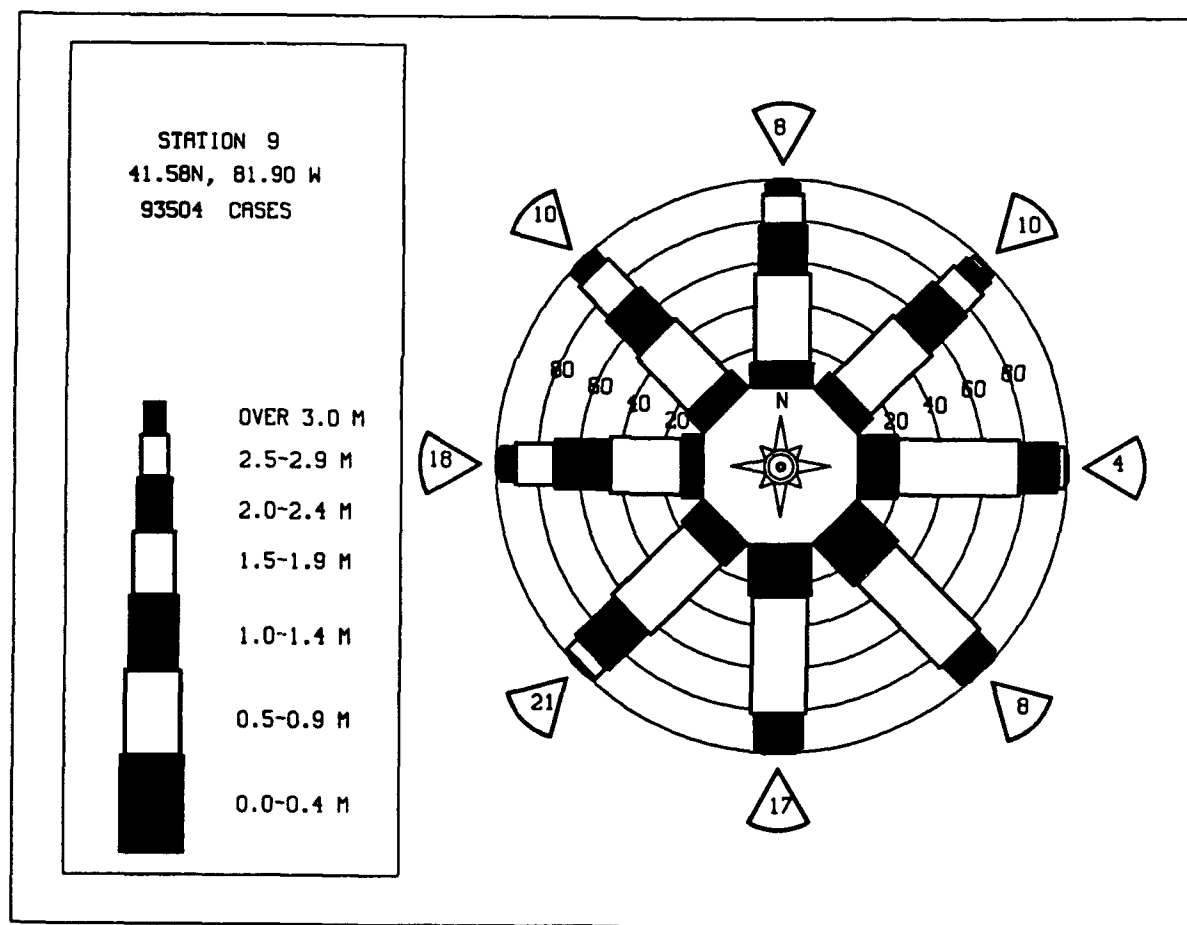 STATION 9
41.58N, 81.90 W
93504 CASES
OVER 3.0 M
2.5-2.9 M
2.0-2.4 M
1.5-1.9 M
1.0-1.4 M
0.5-0.9 M
0.0-0.4 M
8
10
10
80
60
40
20
N
20
40
60
80
18
4
21
8
17